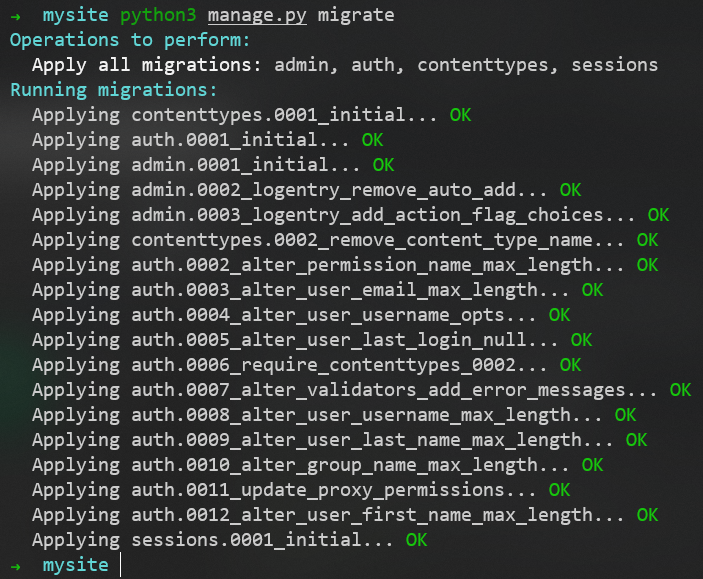 → mysite python3 manage.py migrate
Operations to perform:
Apply all migrations: admin, auth, contenttypes, sessions
Running migrations:
Applying contenttypes.0001_initial... OK
Applying auth.0001_initial... OK
Applying admin.0001_initial... OK
Applying admin.0002_logentry_remove_auto_add... OK
Applying admin.0003_logentry_add_action_flag_choices... OK
Applying contenttypes.0002_remove_content_type_name... OK
Applying auth.0002_alter_permission_name_max_length... OK
Applying auth.0003_alter_user_email_max_length... OK
Applying auth.0004_alter_user_username_opts... OK
Applying auth.0005_alter_user_last_login_null... OK
Applying auth.0006_require_contenttypes_0002... OK
Applying auth.0007_alter_validators_add_error_messages... OK
Applying auth.0008_alter_user_username_max_length... OK
Applying auth.0009_alter_user_last_name_max_length... OK
Applying auth.0010_alter_group_name_max_length... OK
Applying auth.0011_update_proxy_permissions... OK
Applying auth.0012_alter_user_first_name_max_length... OK
Applying sessions.0001_initial... OK
→ mysite